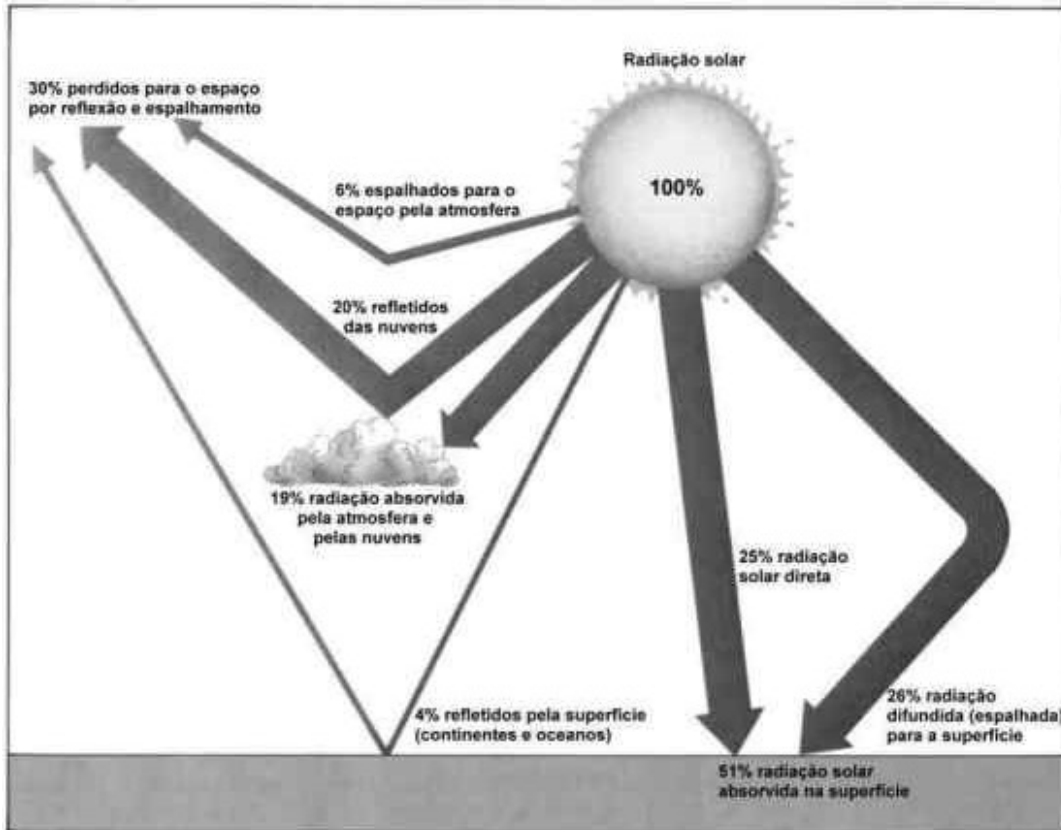 Radiação solar
30% perdidos para o espaço
por reflexão e espalhamento
100%
6% espalhados para o
espaço pela atmosfera
20% refletidos
das nuvens
19% radiação absorvida
pela atmosfera e
pelas nuvens
25% radiação
solar direta
4% refletidos pela superfície
(continentes e oceanos)
26% radiação
difundida (espalhada)
para a superfície
51% radiação solar
absorvida na superfície